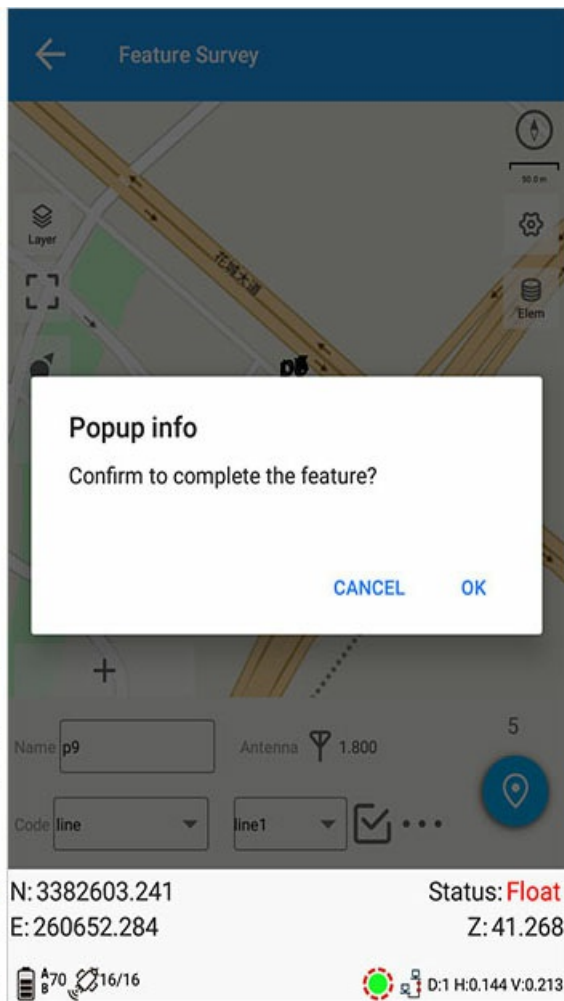 Feature Survey
50.0 m
Layer
花城大道
Elem
Popup info
Confirm to complete the feature?
CANCEL OK
+
5
Name p9 Antenna 1.800
Code line line1
N: 3382603.241 Status: Float
E: 260652.284 Z: 41.268
A B 70 16/16 D:1 H:0.144 V:0.213